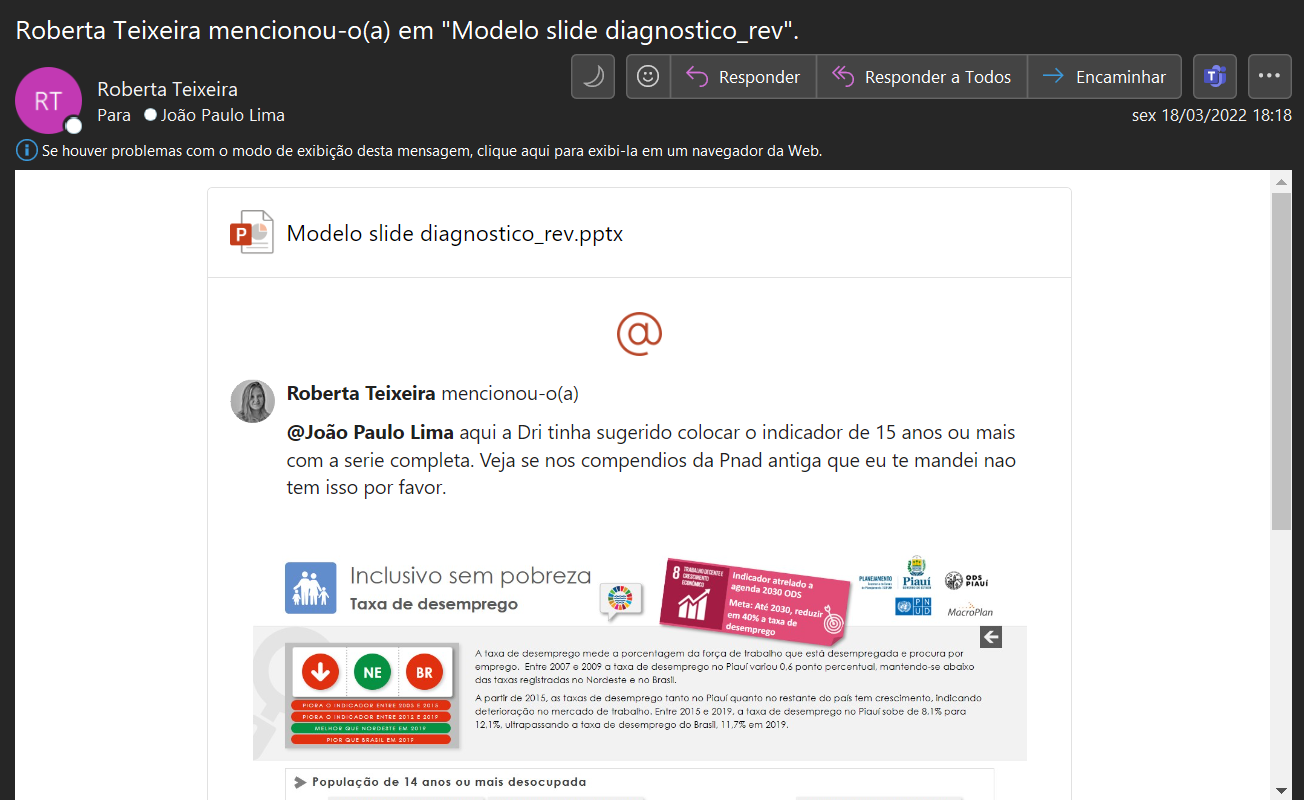 Roberta Teixeira mencionou-o(a) em "Modelo slide diagnostico_rev".
RT
Roberta Teixeira
Para João Paulo Lima
Responder
Responder a Todos
Encaminhar
sex 18/03/2022 18:18
Se houver problemas com o modo de exibição desta mensagem, clique aqui para exibi-la em um navegador da Web.
P
Modelo slide diagnostico_rev.pptx
@
Roberta Teixeira mencionou-o(a)
@João Paulo Lima aqui a Dri tinha sugerido colocar o indicador de 15 anos ou mais
com a serie completa. Veja se nos compendios da Pnad antiga que eu te mandei nao
tem isso por favor.
Inclusivo sem pobreza
Taxa de desemprego
8 TRABALHO DECENTE E
CRESCIMENTO
ECONÔMICO
Indicador atrelado a
agenda 2030 ODS
Meta: Até 2030, reduzir
em 40% a taxa de
desemprego
PLANEJAMENTO
Piauí
ODS
PIAUÍ
PN
UD
MacroPlan
NE
BR
PIORA O INDICADOR ENTRE 2005 E 2015
PIORA O INDICADOR ENTRE 2012 E 2019
MELHOR QUE NORDESTE EM 2019
PIOR QUE BRASIL EM 2019
A taxa de desemprego mede a porcentagem da força de trabalho que está desempregada e procura por
emprego. Entre 2007 e 2009 a taxa de desemprego no Piauí variou 0,6 ponto percentual, mantendo-se abaixo
das taxas registradas no Nordeste e no Brasil.
A partir de 2015, as taxas de desemprego tanto no Piauí quanto no restante do país tem crescimento, indicando
deterioração no mercado de trabalho. Entre 2015 e 2019, a taxa de desemprego no Piauí sobe de 8,1% para
12,1%, ultrapassando a taxa de desemprego do Brasil, 11,7% em 2019.
População de 14 anos ou mais desocupada